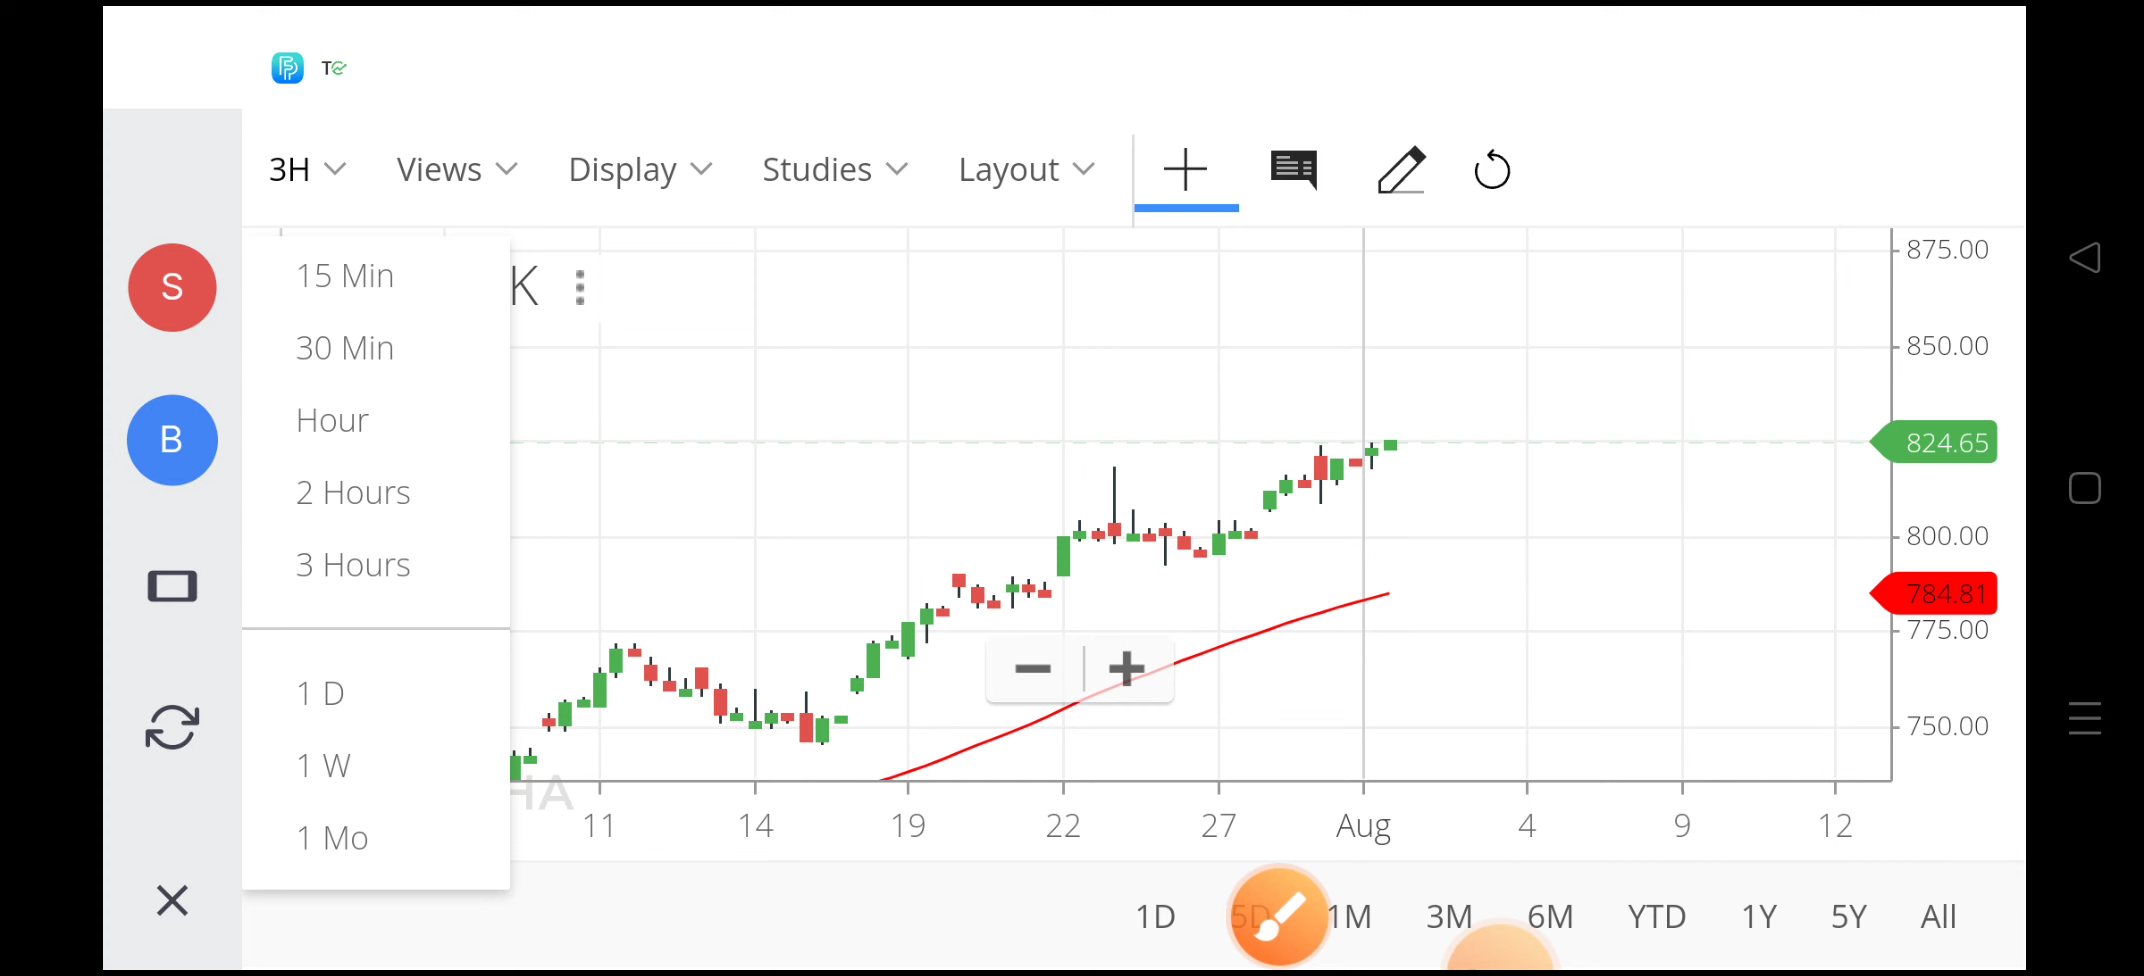 3H Views Display Studies Layout
S
B
15 Min
30 Min
Hour
2 Hours
3 Hours
1 D
1 W
1 Mo
K
875.00
850.00
824.65
800.00
784.81
775.00
750.00
HA
11 14 19 22 27 Aug 4 9 12
1D 5D 1M 3M 6M YTD 1Y 5Y All